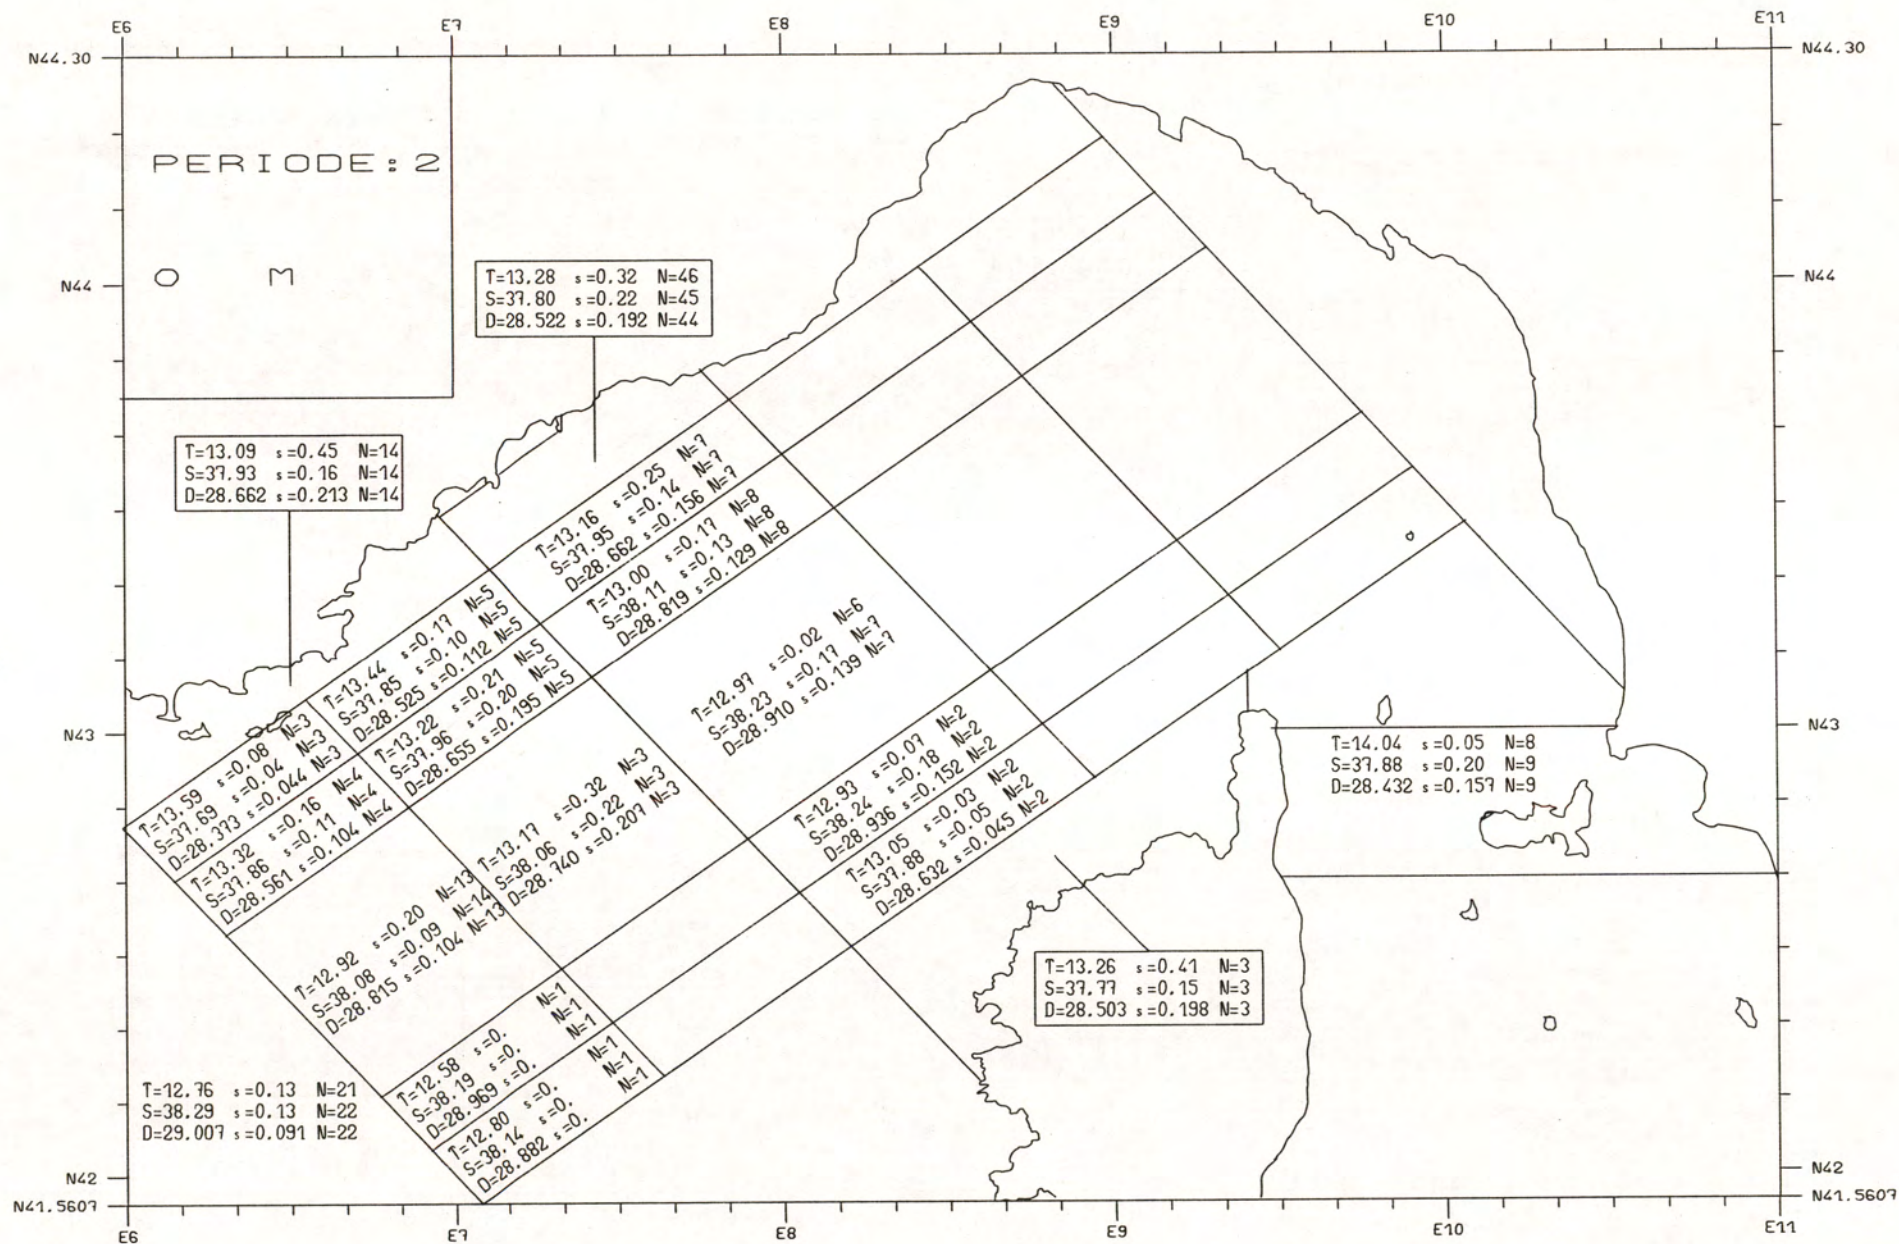 E6 E7 E8 E9 E10 E11
N44.30 N44.30
PERIODE:2
0 M
N44 N44
T=13.28 s=0.32 N=46
S=37.80 s=0.22 N=45
D=28.522 s=0.192 N=44
T=13.09 s=0.45 N=14
S=37.93 s=0.16 N=14
D=28.662 s=0.213 N=14
T=13.16 s=0.25 N=7
S=37.95 s=0.14 N=7
D=28.662 s=0.156 N=7
T=13.00 s=0.17 N=8
S=38.11 s=0.13 N=8
D=28.819 s=0.129 N=8
T=13.44 s=0.17 N=5
S=37.85 s=0.10 N=5
D=28.525 s=0.112 N=5
T=13.22 s=0.21 N=5
S=37.96 s=0.20 N=5
D=28.655 s=0.195 N=5
T=12.97 s=0.02 N=6
S=38.23 s=0.17 N=7
D=28.910 s=0.139 N=7
N43 N43
T=13.59 s=0.08 N=3
S=37.69 s=0.04 N=3
D=28.373 s=0.044 N=3
T=13.32 s=0.16 N=4
S=37.86 s=0.11 N=4
D=28.561 s=0.104 N=4
T=13.17 s=0.32 N=3
S=38.06 s=0.22 N=3
D=28.740 s=0.207 N=3
T=12.93 s=0.07 N=2
S=38.24 s=0.18 N=2
D=28.936 s=0.152 N=2
T=13.05 s=0.03 N=2
S=37.88 s=0.05 N=2
D=28.632 s=0.045 N=2
T=14.04 s=0.05 N=8
S=37.88 s=0.20 N=9
D=28.432 s=0.157 N=9
T=12.92 s=0.20 N=13
S=38.08 s=0.09 N=14
D=28.815 s=0.104 N=13
T=13.26 s=0.41 N=3
S=37.77 s=0.15 N=3
D=28.503 s=0.198 N=3
T=12.58 s=0. N=1
S=38.19 s=0. N=1
D=28.969 s=0. N=1
T=12.80 s=0. N=1
S=38.14 s=0. N=1
D=28.882 s=0. N=1
T=12.76 s=0.13 N=21
S=38.29 s=0.13 N=22
D=29.007 s=0.091 N=22
N42 N42
N41.5607 N41.5607
E6 E7 E8 E9 E10 E11